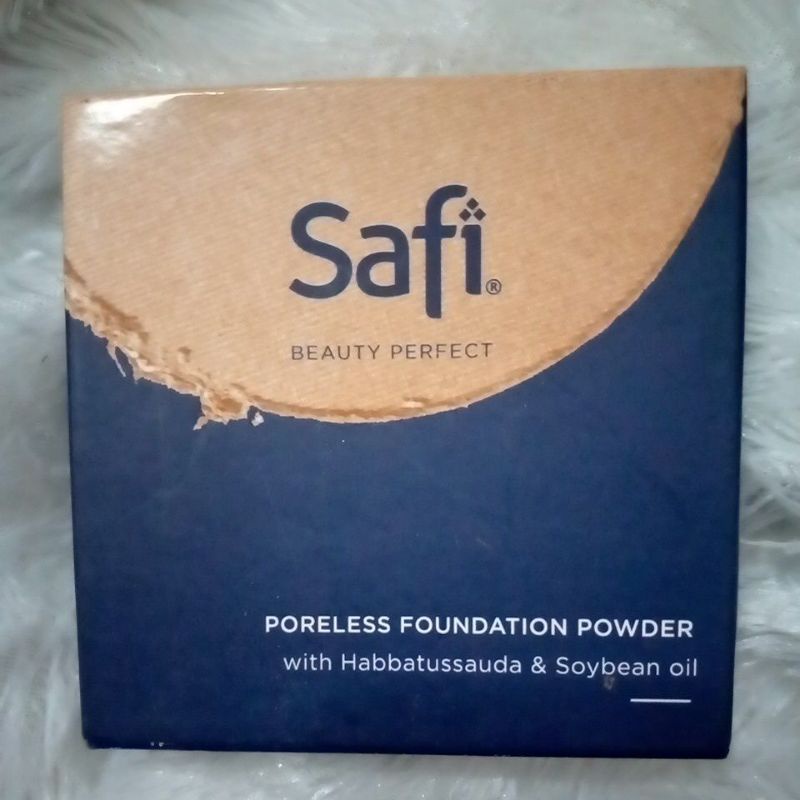 Safi®
BEAUTY PERFECT
PORELESS FOUNDATION POWDER
with Habbatussauda & Soybean oil